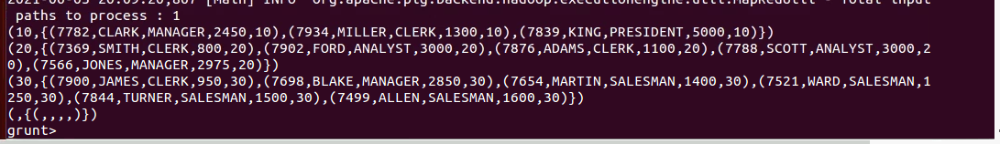 2021-06-03 20:09:20,867 [main] INFO  org.apache.pig.backend.hadoop.executionengine.util.MapRedUtil - Total input
 paths to process : 1
(10,{(7782,CLARK,MANAGER,2450,10),(7934,MILLER,CLERK,1300,10),(7839,KING,PRESIDENT,5000,10)})
(20,{(7369,SMITH,CLERK,800,20),(7902,FORD,ANALYST,3000,20),(7876,ADAMS,CLERK,1100,20),(7788,SCOTT,ANALYST,3000,2
0),(7566,JONES,MANAGER,2975,20)})
(30,{(7900,JAMES,CLERK,950,30),(7698,BLAKE,MANAGER,2850,30),(7654,MARTIN,SALESMAN,1400,30),(7521,WARD,SALESMAN,1
250,30),(7844,TURNER,SALESMAN,1500,30),(7499,ALLEN,SALESMAN,1600,30)})
(,{(,,,,)})
grunt>